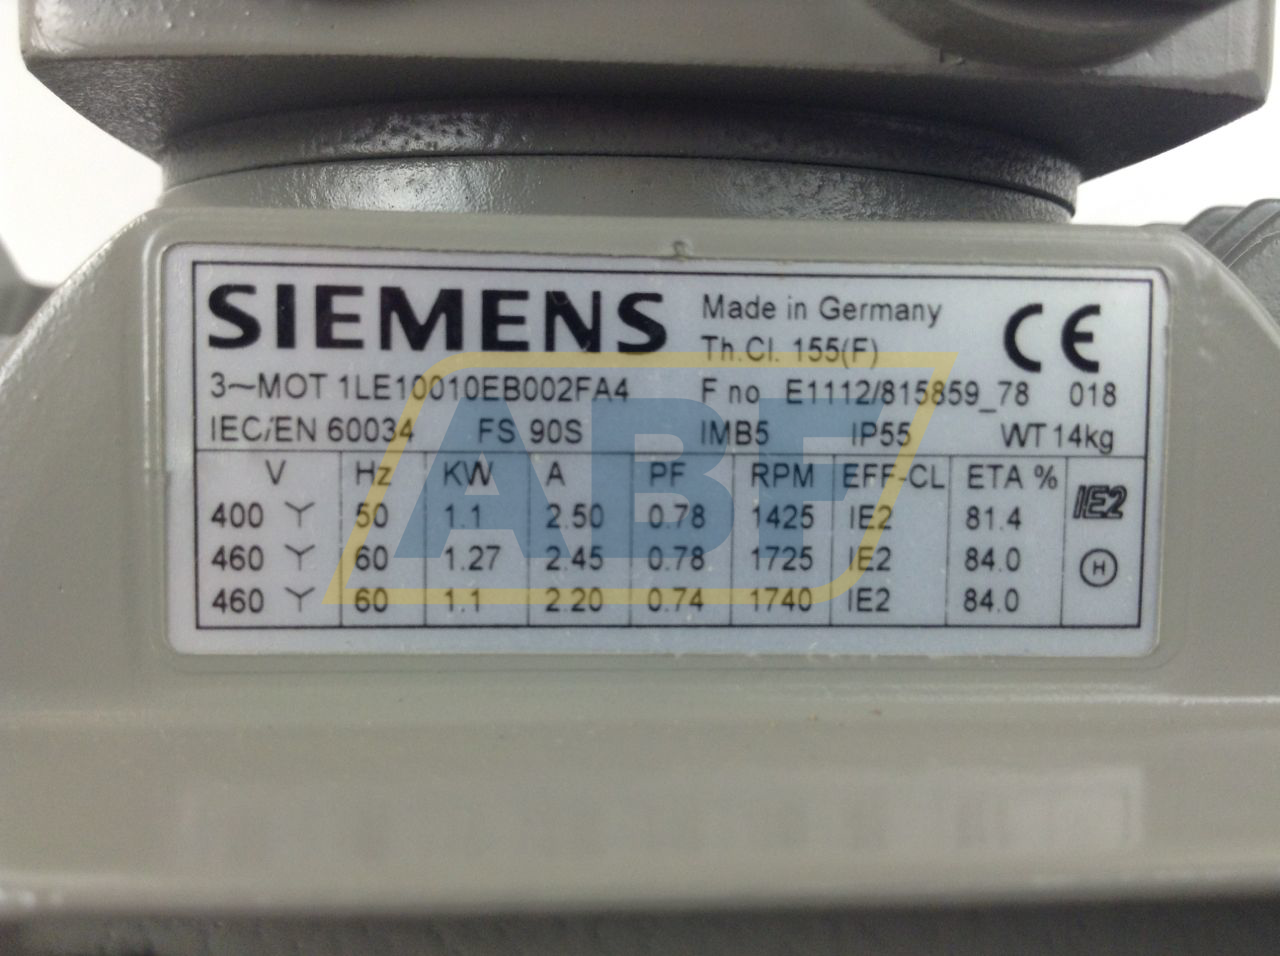 SIEMENS Made in Germany CE
Th.Cl. 155(F)
3~MOT 1LE10010EB002FA4 F no E1112/815859_78 018
IEC/EN 60034 FS 90S IMB5 IP55 WT 14kg
V Hz KW A PF RPM EFF-CL ETA % IE2
400 Y 50 1.1 2.50 0.78 1425 IE2 81.4
460 Y 60 1.27 2.45 0.78 1725 IE2 84.0 H
460 Y 60 1.1 2.20 0.74 1740 IE2 84.0
ABF